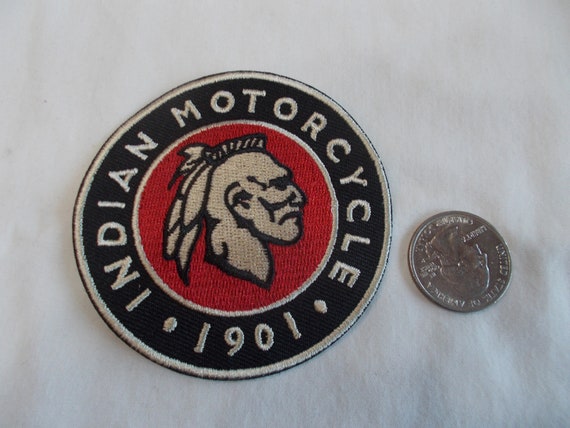 INDIAN MOTORCYCLE
• 1901 •